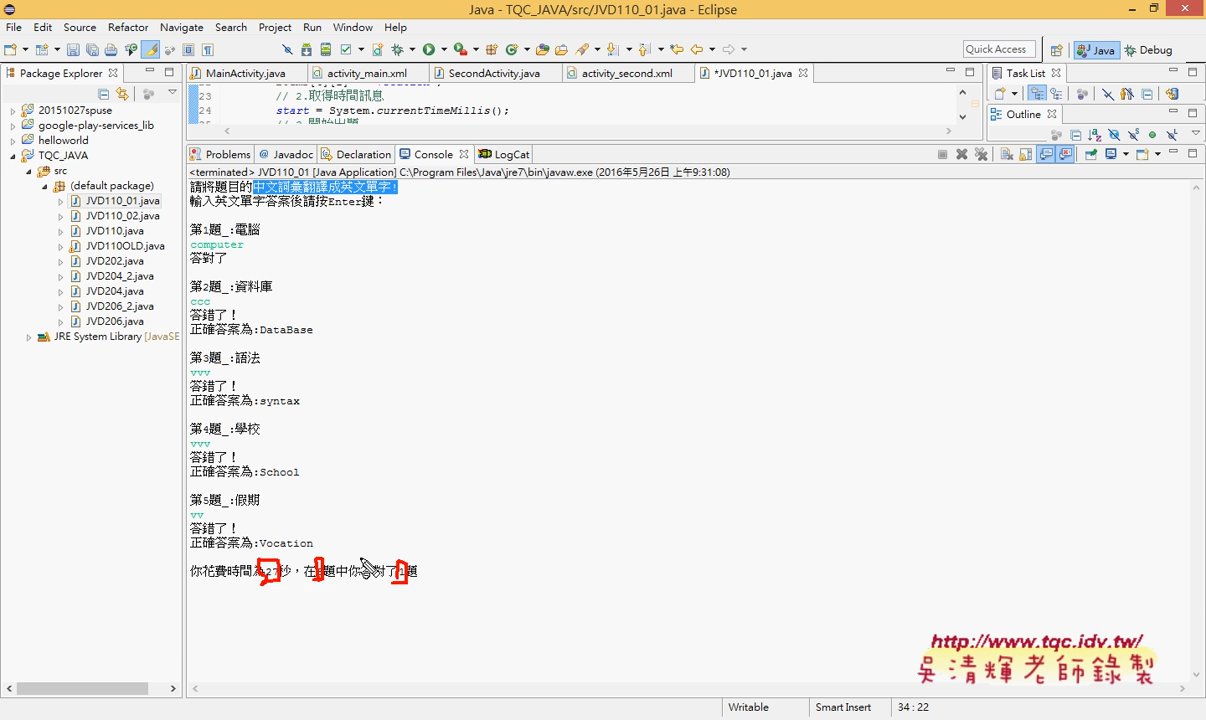 Java - TQC_JAVA/src/JVD110_01.java - Eclipse
File Edit Source Refactor Navigate Search Project Run Window Help
Quick Access Java Debug
Package Explorer
20151027spuse
google-play-services_lib
helloworld
TQC_JAVA
src
(default package)
JVD110_01.java
JVD110_02.java
JVD110.java
JVD110OLD.java
JVD202.java
JVD204_2.java
JVD204.java
JVD206_2.java
JVD206.java
JRE System Library [JavaSE
MainActivity.java activity_main.xml SecondActivity.java activity_second.xml *JVD110_01.java
23 // 2.取得時間訊息
24 start = System.currentTimeMillis();
Task List
Outline
Problems @ Javadoc Declaration Console LogCat
<terminated> JVD110_01 [Java Application] C:\Program Files\Java\jre7\bin\javaw.exe (2016年5月26日 上午9:31:08)
請將題目的中文詞彙翻譯成英文單字!
輸入英文單字答案後請按Enter鍵：
第1題_:電腦
computer
答對了
第2題_:資料庫
ccc
答錯了！
正確答案為:DataBase
第3題_:語法
vvv
答錯了！
正確答案為:syntax
第4題_:學校
vvv
答錯了！
正確答案為:School
第5題_:假期
vv
答錯了！
正確答案為:Vocation
你花費時間為27秒，在題中你答對了1題
http://www.tqc.idv.tw/
吳清輝老師錄製
Writable Smart Insert 34 : 22